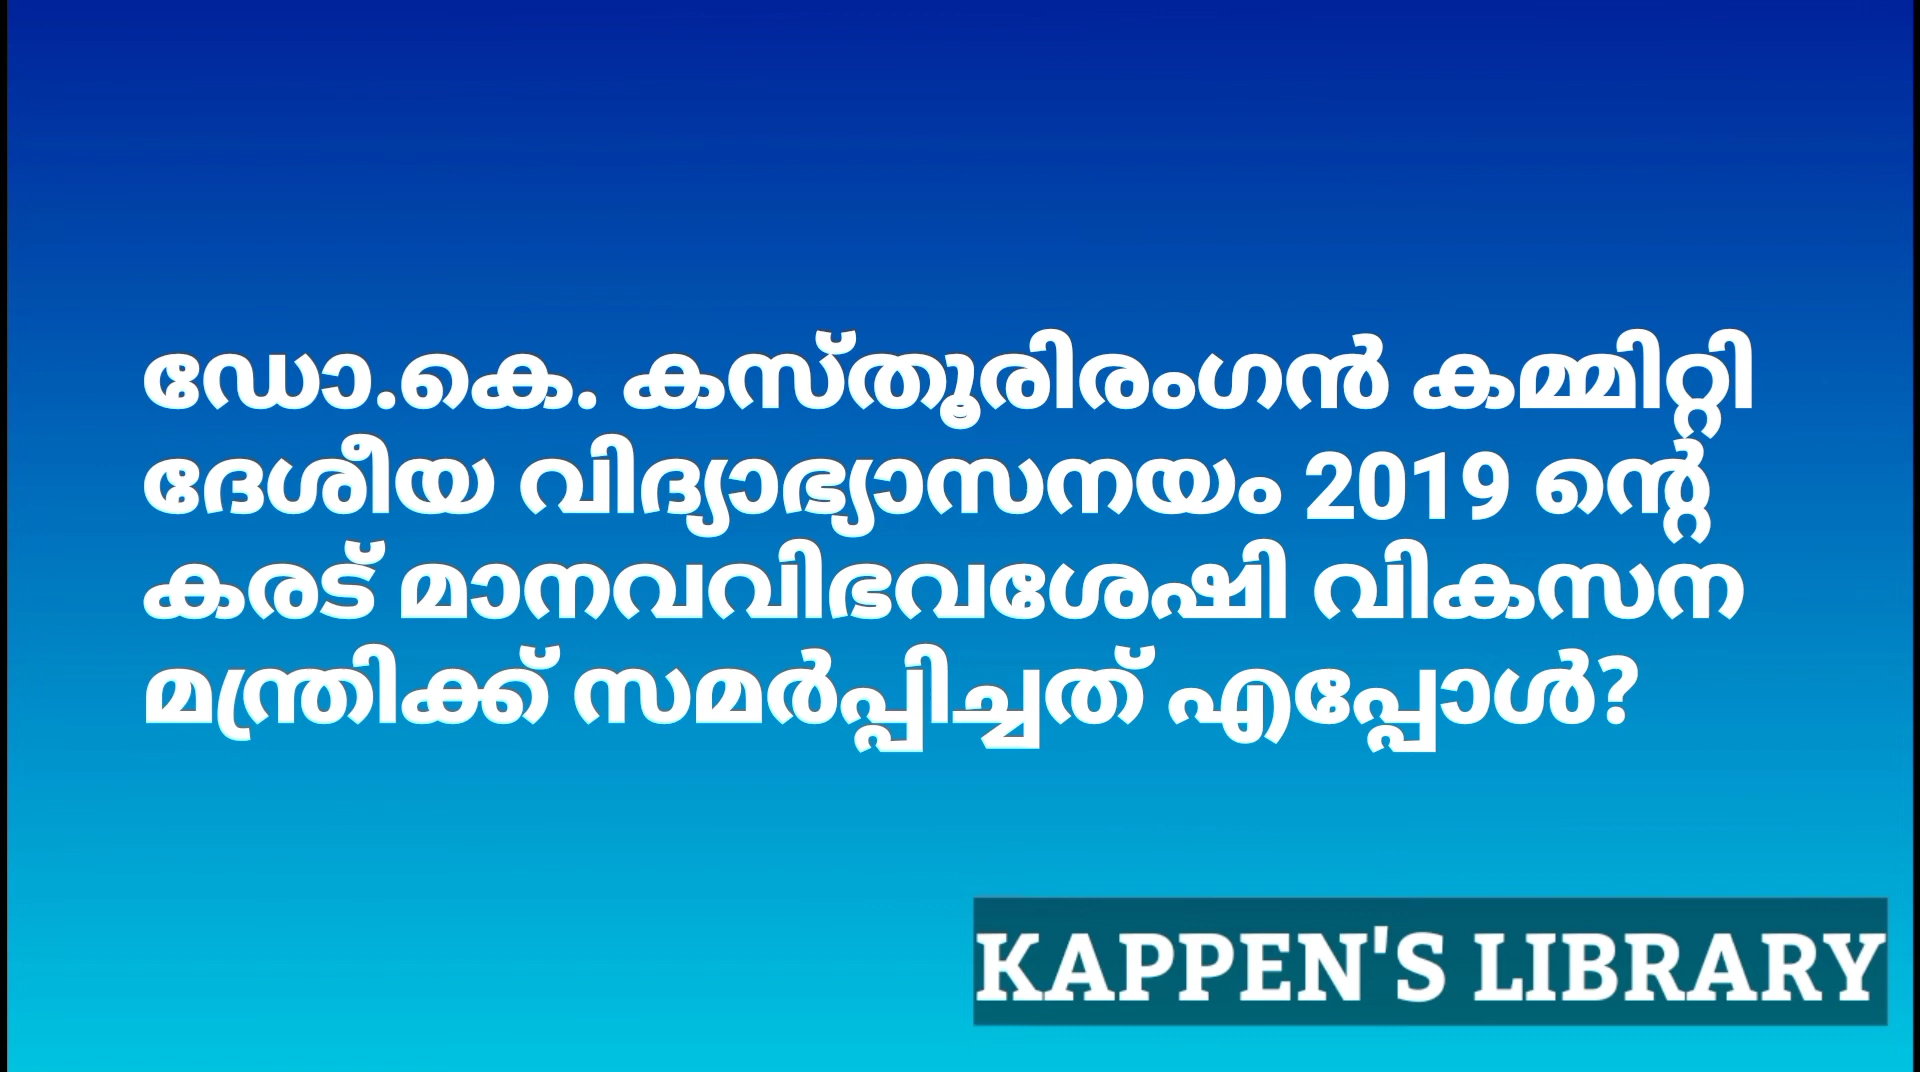 ഡോ.കെ. കസ്തൂരിരംഗൻ കമ്മിറ്റി
ദേശീയ വിദ്യാഭ്യാസനയം 2019 ന്റെ
കരട് മാനവവിഭവശേഷി വികസന
മന്ത്രിക്ക് സമർപ്പിച്ചത് എപ്പോൾ?
KAPPEN'S LIBRARY